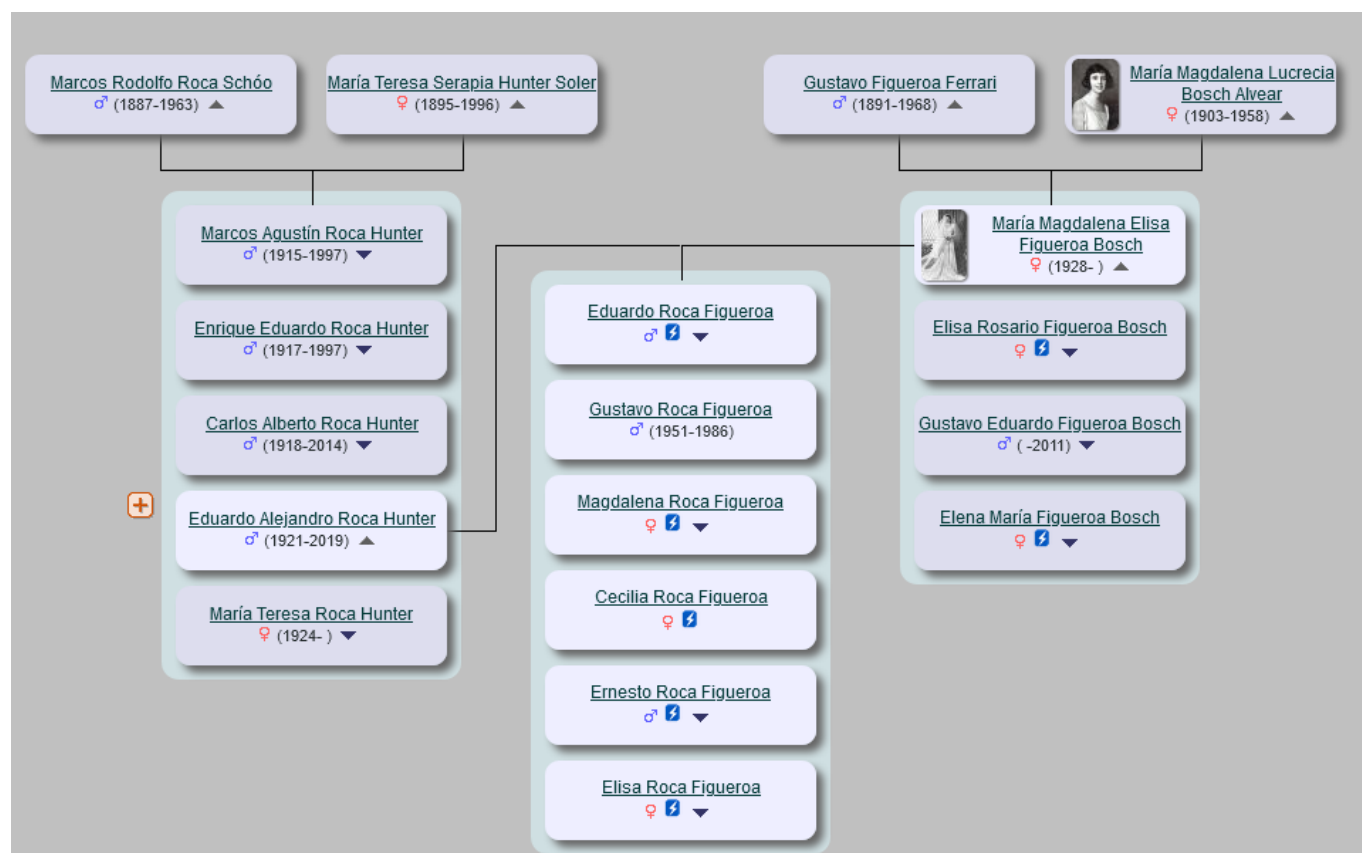 Marcos Rodolfo Roca Schóo
♂ (1887-1963) ▲
María Teresa Serapia Hunter Soler
♀ (1895-1996) ▲
Gustavo Figueroa Ferrari
♂ (1891-1968) ▲
María Magdalena Lucrecia
Bosch Alvear
♀ (1903-1958) ▲
Marcos Agustín Roca Hunter
♂ (1915-1997) ▼
Enrique Eduardo Roca Hunter
♂ (1917-1997) ▼
Carlos Alberto Roca Hunter
♂ (1918-2014) ▼
Eduardo Alejandro Roca Hunter
♂ (1921-2019) ▲
María Teresa Roca Hunter
♀ (1924- ) ▼
Eduardo Roca Figueroa
♂ ▼
Gustavo Roca Figueroa
♂ (1951-1986)
Magdalena Roca Figueroa
♀ ▼
Cecilia Roca Figueroa
♀
Ernesto Roca Figueroa
♂ ▼
Elisa Roca Figueroa
♀ ▼
María Magdalena Elisa
Figueroa Bosch
♀ (1928- ) ▲
Elisa Rosario Figueroa Bosch
♀ ▼
Gustavo Eduardo Figueroa Bosch
♂ ( -2011) ▼
Elena María Figueroa Bosch
♀ ▼